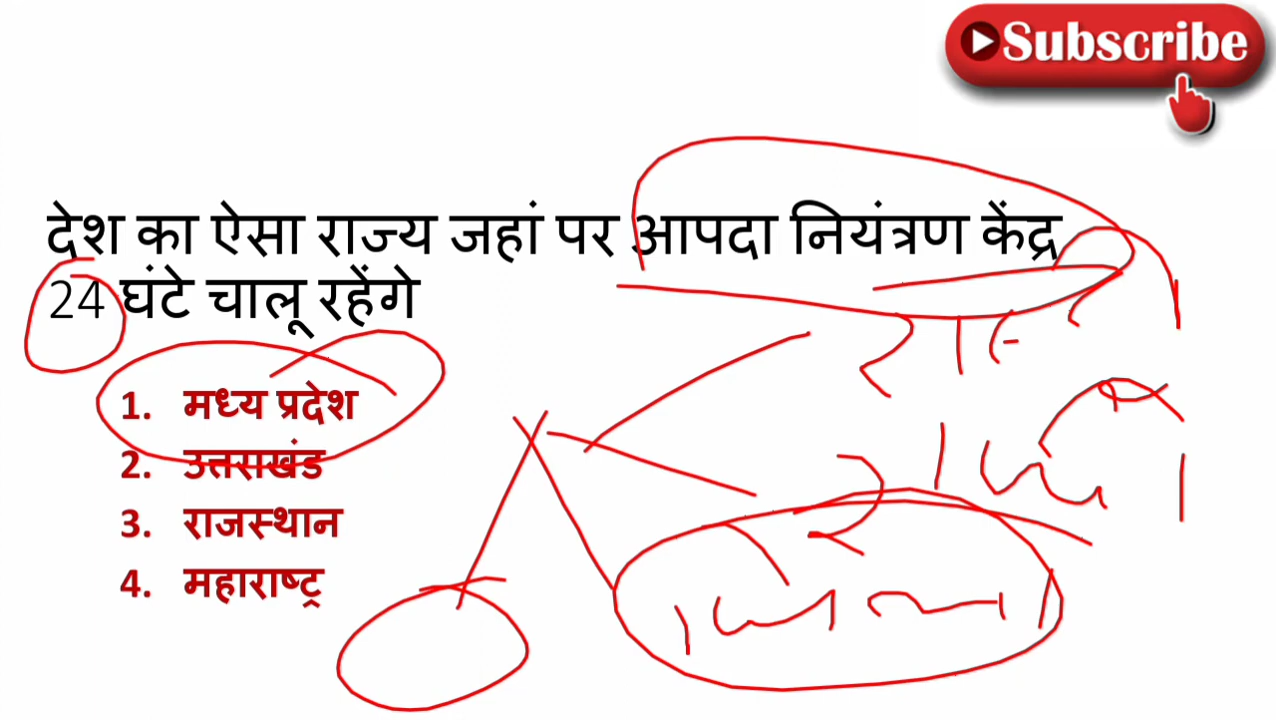 Subscribe
देश का ऐसा राज्य जहां पर आपदा नियंत्रण केंद्र
24 घंटे चालू रहेंगे
1. मध्य प्रदेश
2. उत्तराखंड
3. राजस्थान
4. महाराष्ट्र